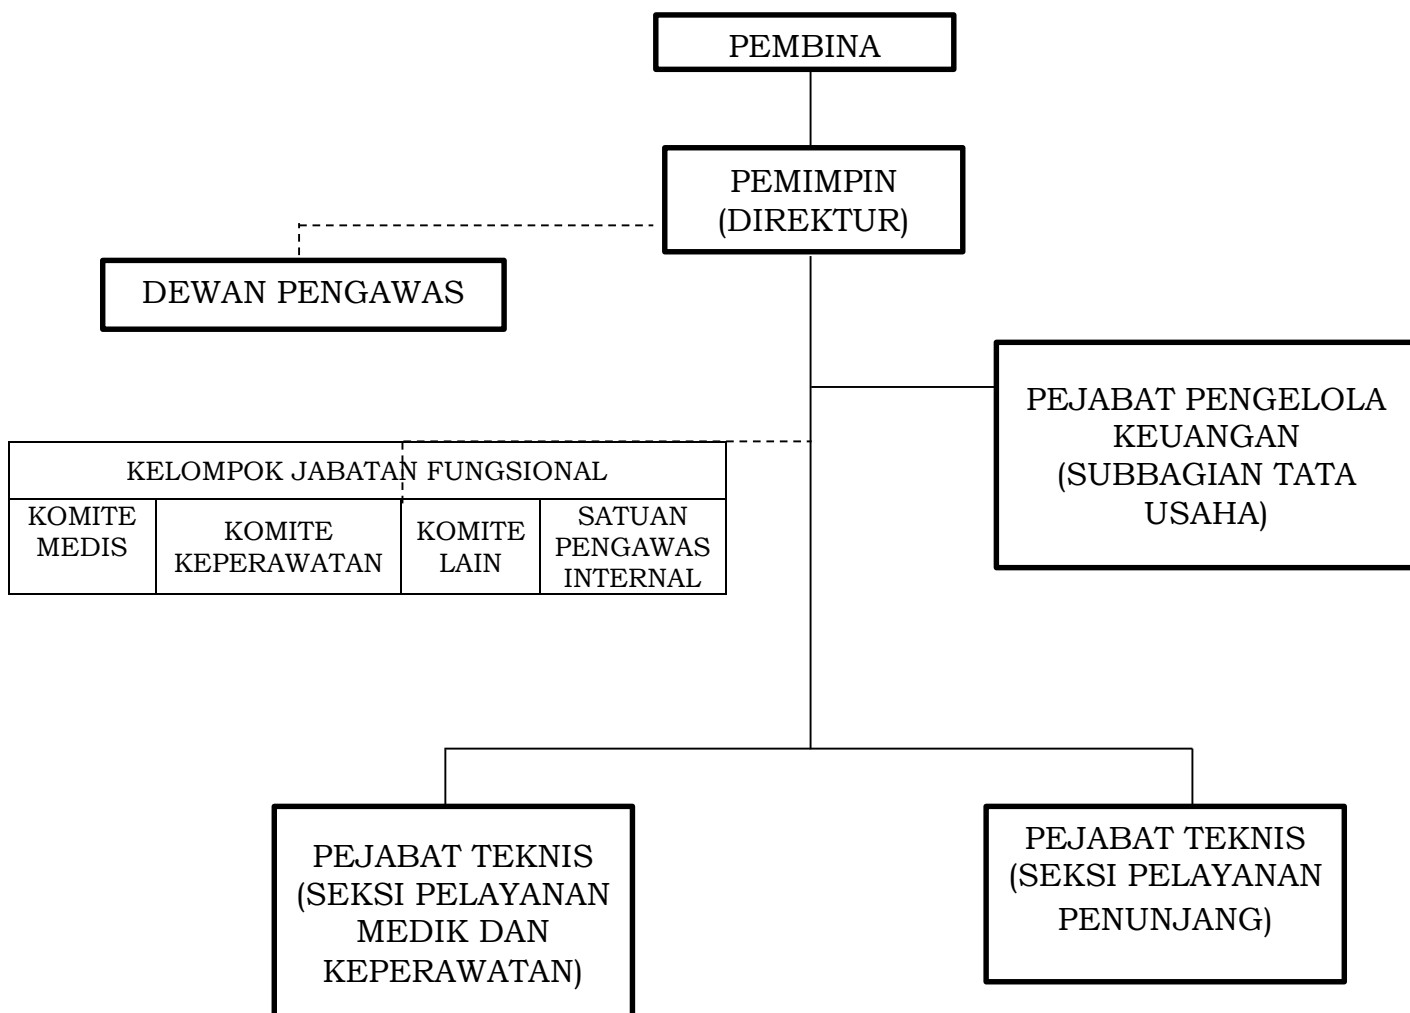 PEMBINA
PEMIMPIN
(DIREKTUR)
DEWAN PENGAWAS
PEJABAT PENGELOLA
KEUANGAN
(SUBBAGIAN TATA
USAHA)
KELOMPOK JABATAN FUNGSIONAL
KOMITE
MEDIS
KOMITE
KEPERAWATAN
KOMITE
LAIN
SATUAN
PENGAWAS
INTERNAL
PEJABAT TEKNIS
(SEKSI PELAYANAN
MEDIK DAN
KEPERAWATAN)
PEJABAT TEKNIS
(SEKSI PELAYANAN
PENUNJANG)